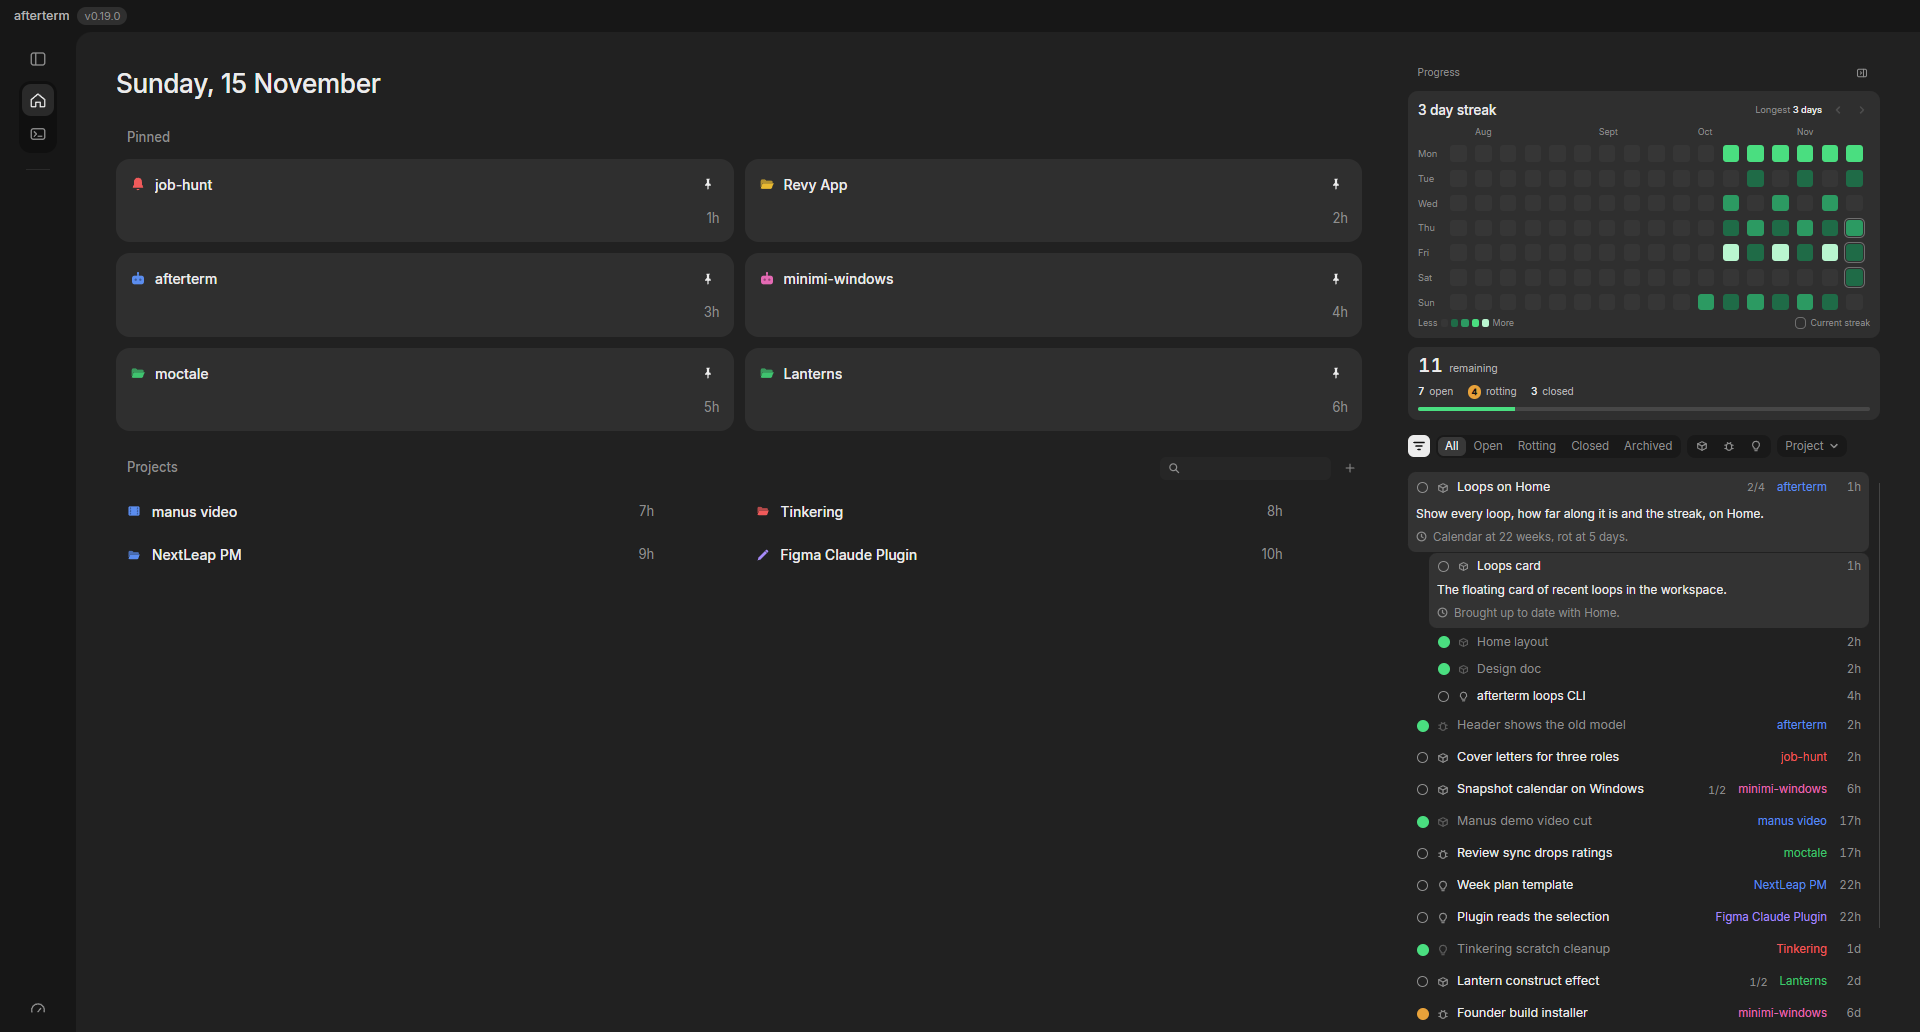 afterterm v0.19.0
Sunday, 15 November
Pinned
job-hunt
1h
Revy App
2h
afterterm
3h
minimi-windows
4h
moctale
5h
Lanterns
6h
Projects
manus video 7h
Tinkering 8h
NextLeap PM 9h
Figma Claude Plugin 10h
Progress
3 day streak Longest 3 days
Aug Sept Oct Nov
Mon
Tue
Wed
Thu
Fri
Sat
Sun
Less More Current streak
11 remaining
7 open 4 rotting 3 closed
All Open Rotting Closed Archived Project
Loops on Home 2/4 afterterm 1h
Show every loop, how far along it is and the streak, on Home.
Calendar at 22 weeks, rot at 5 days.
Loops card 1h
The floating card of recent loops in the workspace.
Brought up to date with Home.
Home layout 2h
Design doc 2h
afterterm loops CLI 4h
Header shows the old model afterterm 2h
Cover letters for three roles job-hunt 2h
Snapshot calendar on Windows 1/2 minimi-windows 6h
Manus demo video cut manus video 17h
Review sync drops ratings moctale 17h
Week plan template NextLeap PM 22h
Plugin reads the selection Figma Claude Plugin 22h
Tinkering scratch cleanup Tinkering 1d
Lantern construct effect 1/2 Lanterns 2d
Founder build installer minimi-windows 6d